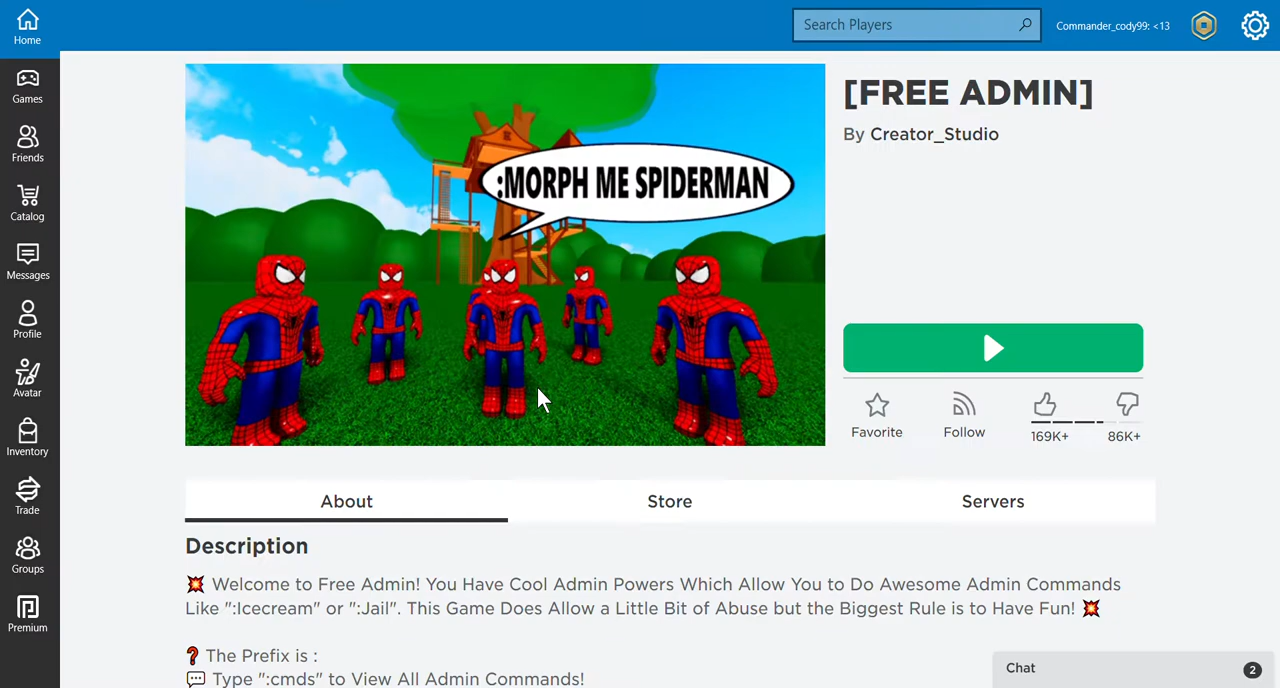 Home
Search Players
Commander_cody99: <13
Games
Friends
Catalog
Messages
Profile
Avatar
Inventory
Trade
Groups
Premium
:MORPH ME SPIDERMAN
[FREE ADMIN]
By Creator_Studio
Favorite
Follow
169K+
86K+
About
Store
Servers
Description
💥 Welcome to Free Admin! You Have Cool Admin Powers Which Allow You to Do Awesome Admin Commands
Like ":Icecream" or ":Jail". This Game Does Allow a Little Bit of Abuse but the Biggest Rule is to Have Fun! 💥
❓ The Prefix is :
💬 Type ":cmds" to View All Admin Commands!
Chat
2